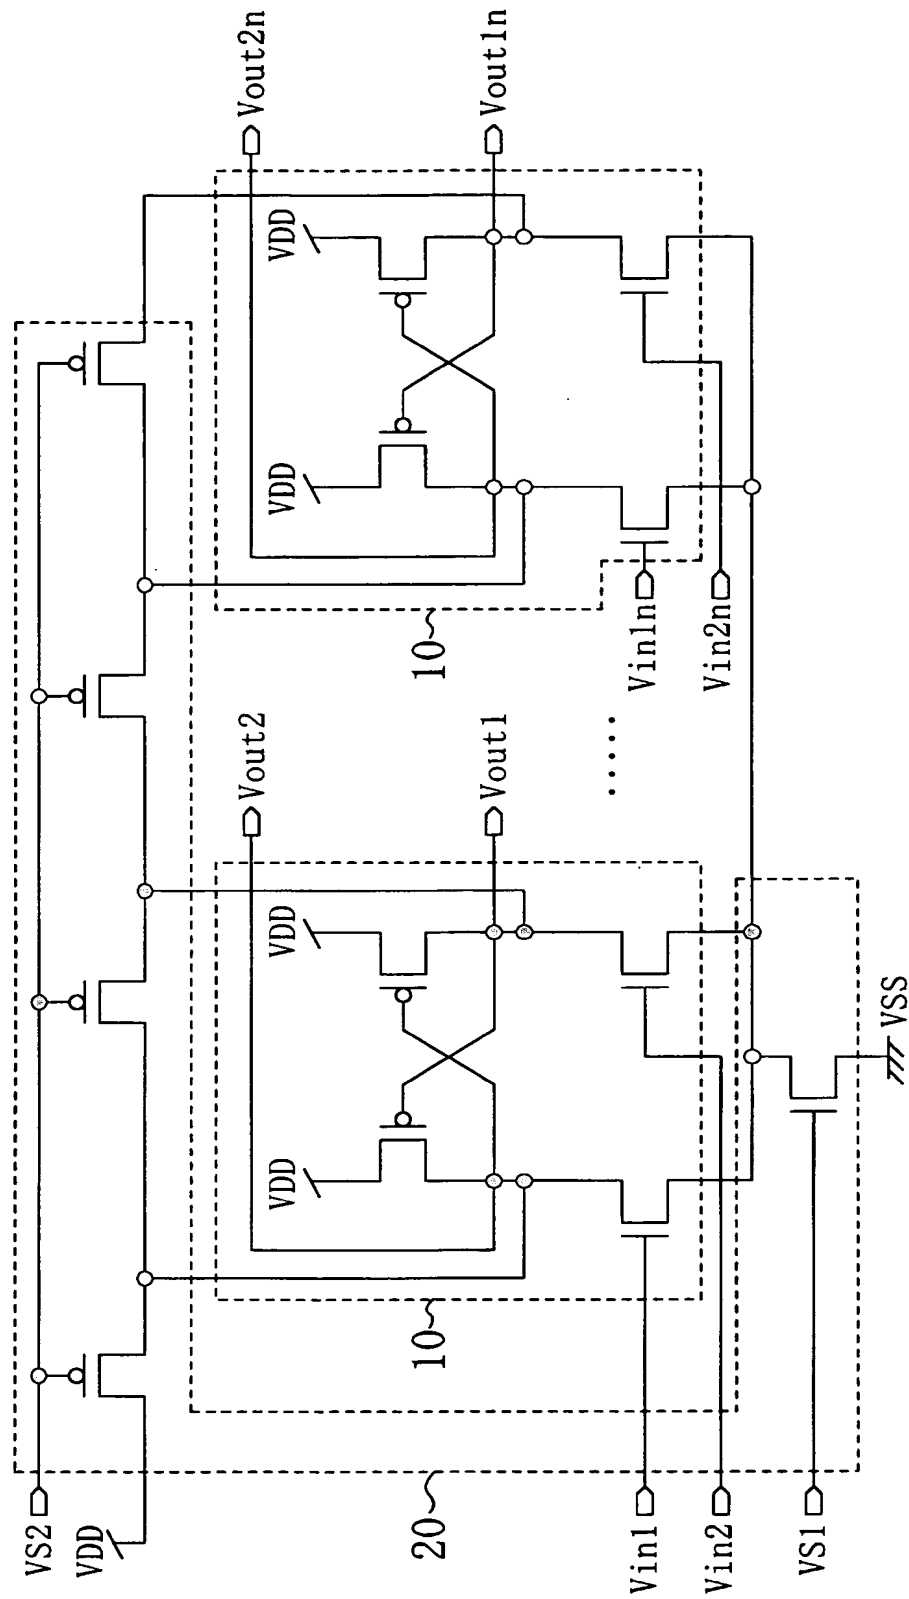 VS2
VDD
20
10
VDD
VDD
Vout2
Vout1
Vin1
Vin2
VS1
VSS
.....
10
VDD
VDD
Vout2n
Vout1n
Vin1n
Vin2n